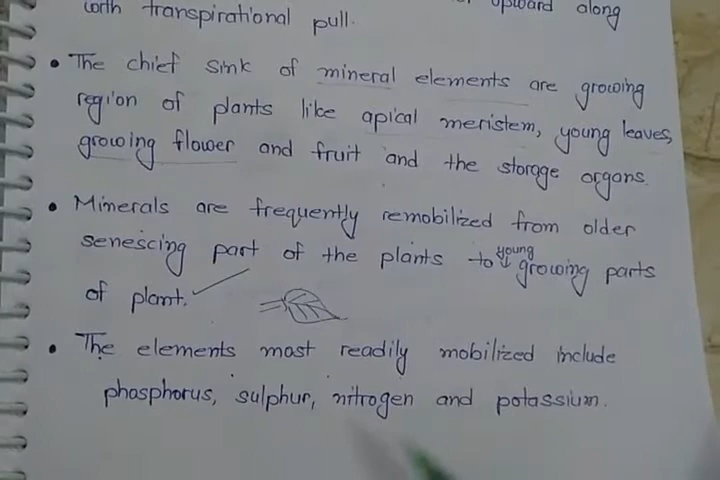 upward along
with transpirational pull.
• The chief sink of mineral elements are growing
region of plants like apical meristem, young leaves,
growing flower and fruit and the storage organs.
• Minerals are frequently remobilized from older
senescing part of the plants to young growing parts
of plant.
• The elements most readily mobilized include
phosphorus, sulphur, nitrogen and potassium.